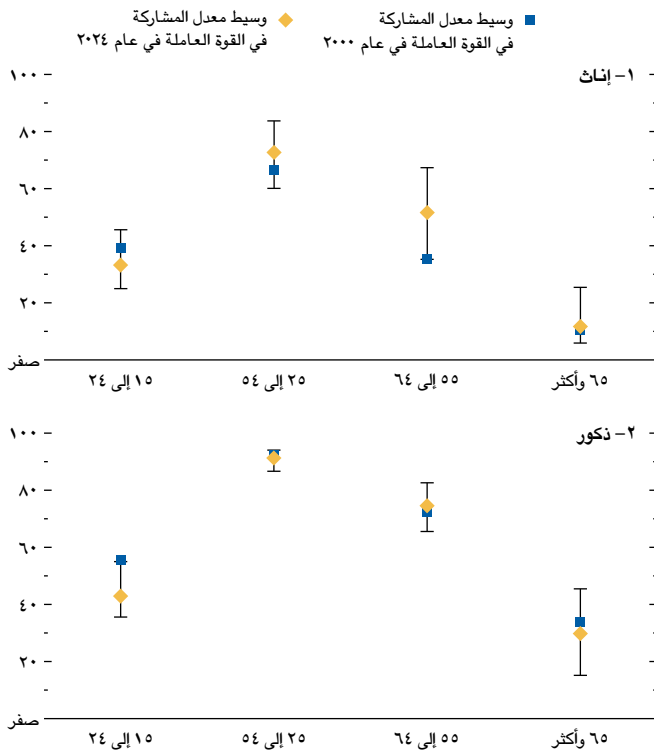 وسيط معدل المشاركة
في القوة العاملة في عام ٢٠٠٠
وسيط معدل المشاركة
في القوة العاملة في عام ٢٠٢٤
١- إناث
١٠٠
٨٠
٦٠
٤٠
٢٠
صفر
١٥ إلى ٢٤
٢٥ إلى ٥٤
٥٥ إلى ٦٤
٦٥ وأكثر
٢- ذكور
١٠٠
٨٠
٦٠
٤٠
٢٠
صفر
١٥ إلى ٢٤
٢٥ إلى ٥٤
٥٥ إلى ٦٤
٦٥ وأكثر